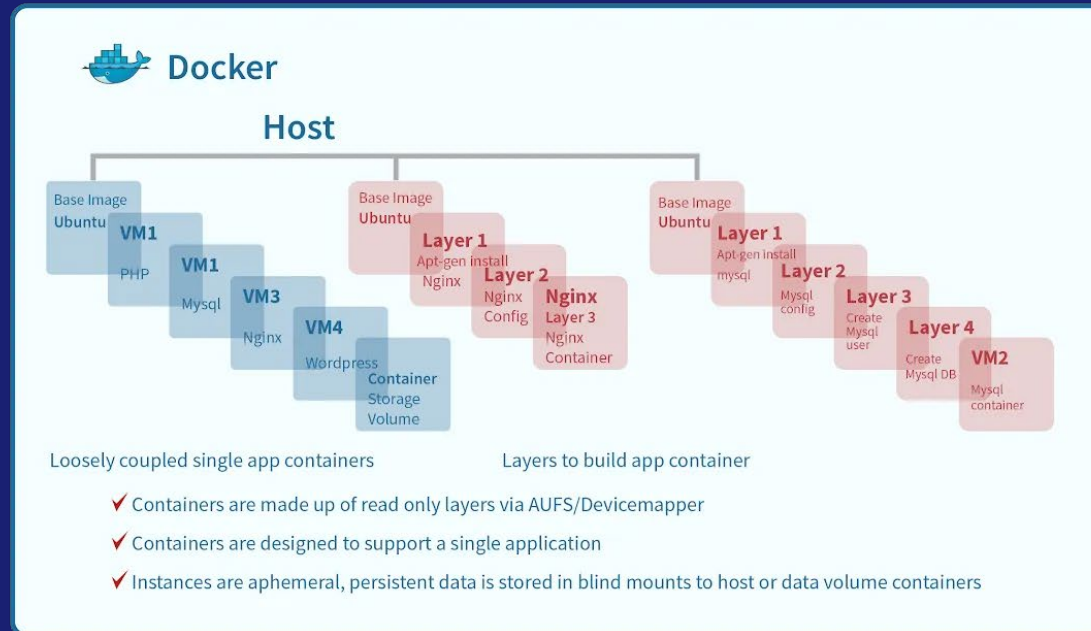 Docker
Host
Base Image
Ubuntu
VM1
PHP
VM1
Mysql
VM3
Nginx
VM4
Wordpress
Container
Storage
Volume
Base Image
Ubuntu
Layer 1
Apt-gen install
Nginx
Layer 2
Nginx
Config
Nginx
Layer 3
Nginx
Container
Base Image
Ubuntu
Layer 1
Apt-gen install
mysql
Layer 2
Mysql
config
Layer 3
Create
Mysql
user
Layer 4
Create
Mysql DB
VM2
Mysql
container
Loosely coupled single app containers
Layers to build app container
Containers are made up of read only layers via AUFS/Devicemapper
Containers are designed to support a single application
Instances are aphemeral, persistent data is stored in blind mounts to host or data volume containers